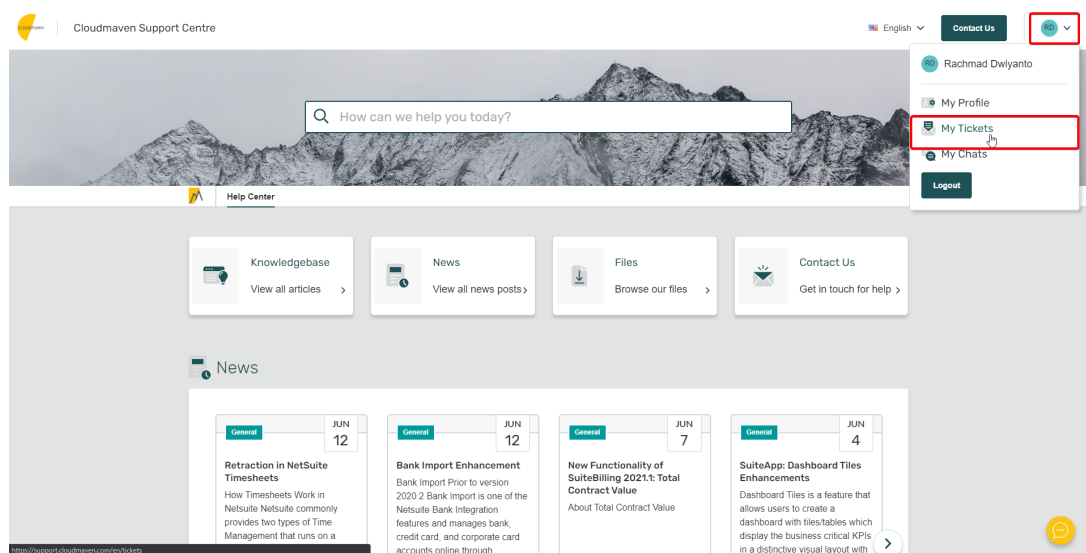 Cloudmaven Support Centre
English
Contact Us
RD
RD Rachmad Dwiyanto
My Profile
My Tickets
My Chats
Logout
How can we help you today?
Help Center
Knowledgebase
View all articles
News
View all news posts
Files
Browse our files
Contact Us
Get in touch for help
News
General
JUN
12
Retraction in NetSuite
Timesheets
How Timesheets Work in
Netsuite Netsuite commonly
provides two types of Time
Management that runs on a
General
JUN
12
Bank Import Enhancement
Bank Import Prior to version
2020.2 Bank Import is one of the
Netsuite Bank Integration
features and manages bank,
credit card, and corporate card
accounts online through
General
JUN
7
New Functionality of
SuiteBilling 2021.1: Total
Contract Value
About Total Contract Value
General
JUN
4
SuiteApp: Dashboard Tiles
Enhancements
Dashboard Tiles is a feature that
allows users to create a
dashboard with tiles/tables which
display the business critical KPIs
in a distinctive visual layout with
https://support.cloudmaven.com/en/tickets